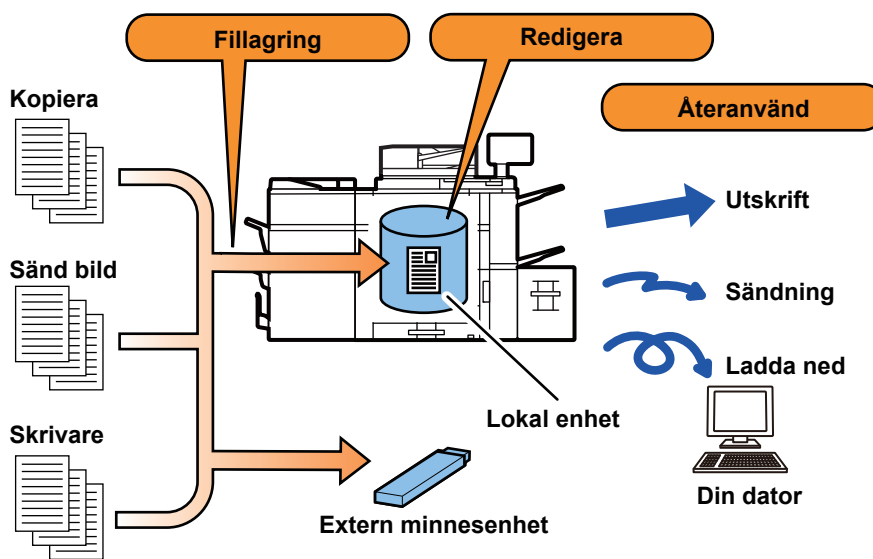 Fillagring
Redigera
Kopiera
Återanvänd
Utskrift
Sänd bild
Sändning
Ladda ned
Lokal enhet
Skrivare
Din dator
Extern minnesenhet